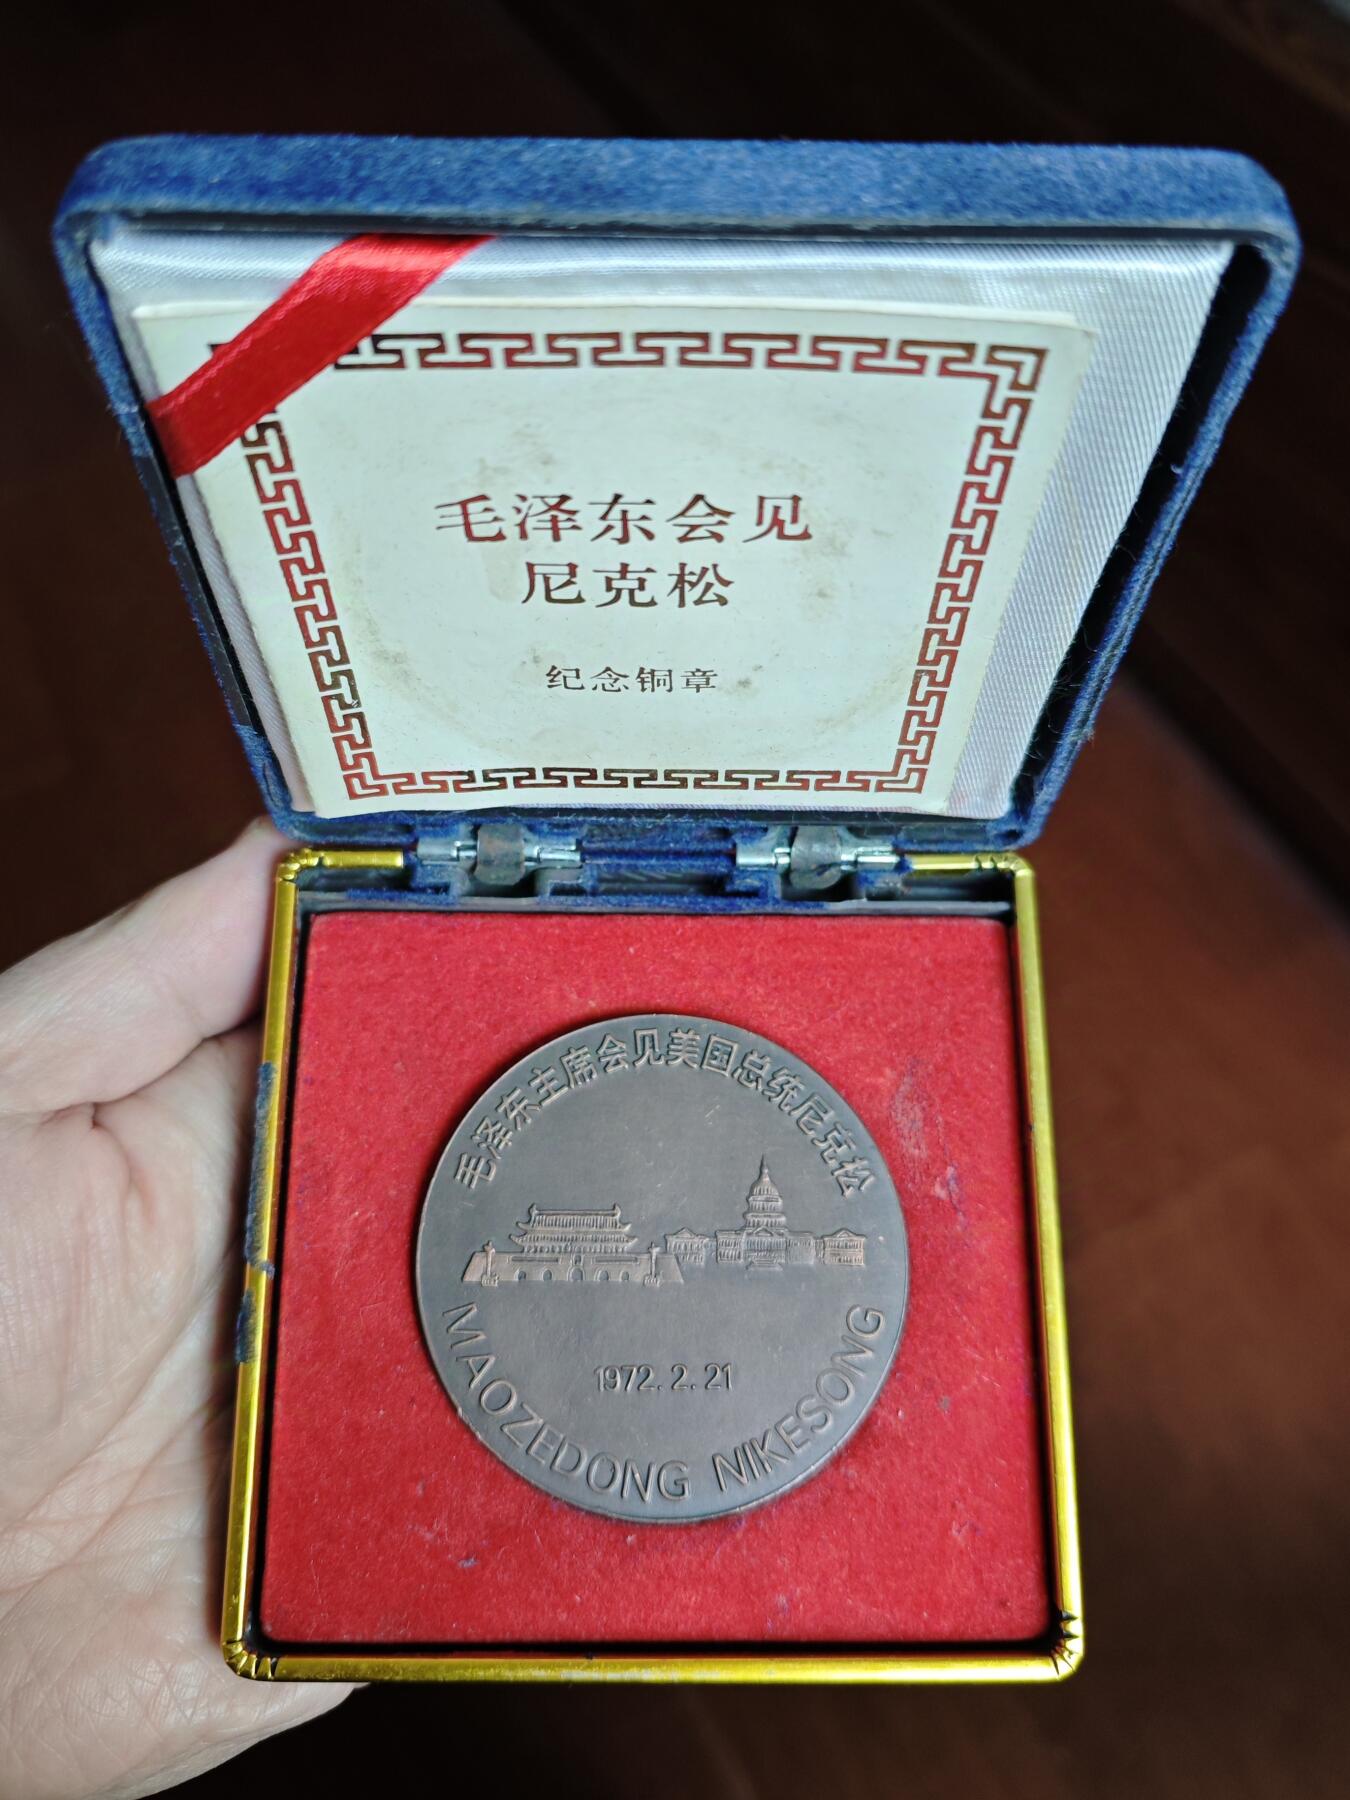 毛泽东会见
尼克松
纪念铜章
毛泽东主席会见美国总统尼克松
1972.2.21
MAOZEDONG NIKESONG